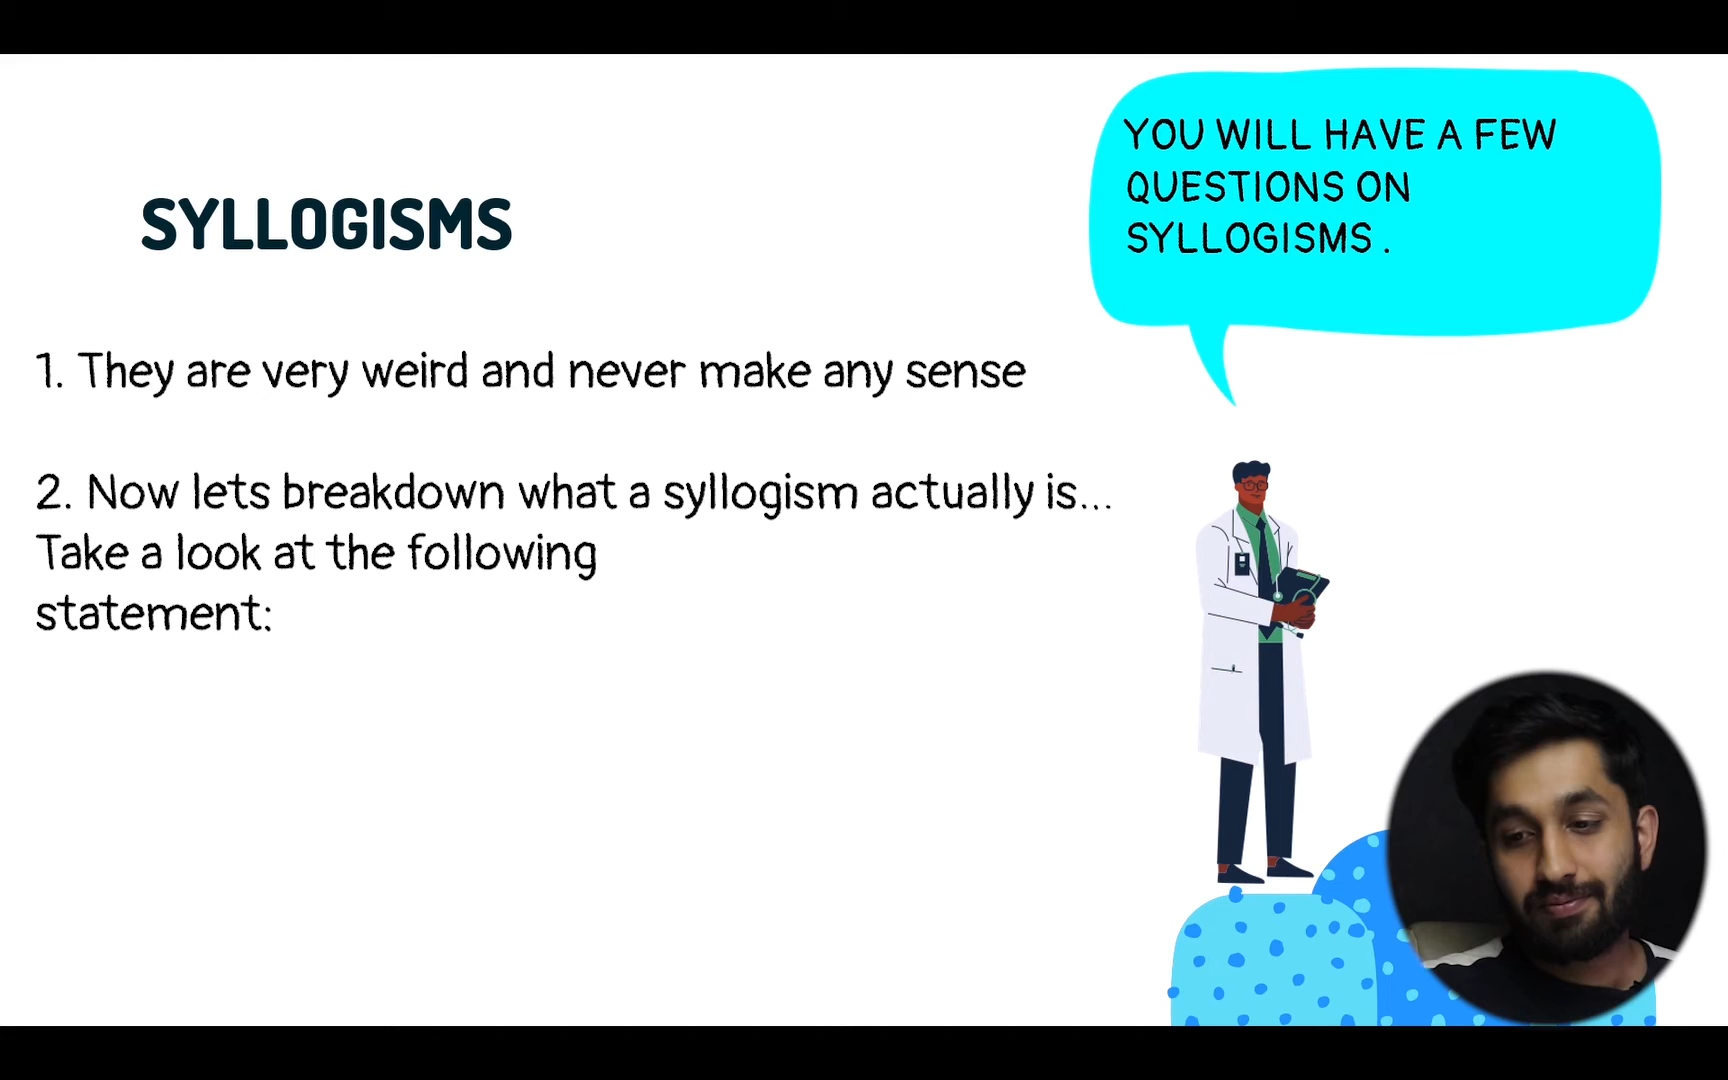 SYLLOGISMS
1. They are very weird and never make any sense
2. Now lets breakdown what a syllogism actually is...
Take a look at the following
statement:
YOU WILL HAVE A FEW
QUESTIONS ON
SYLLOGISMS .